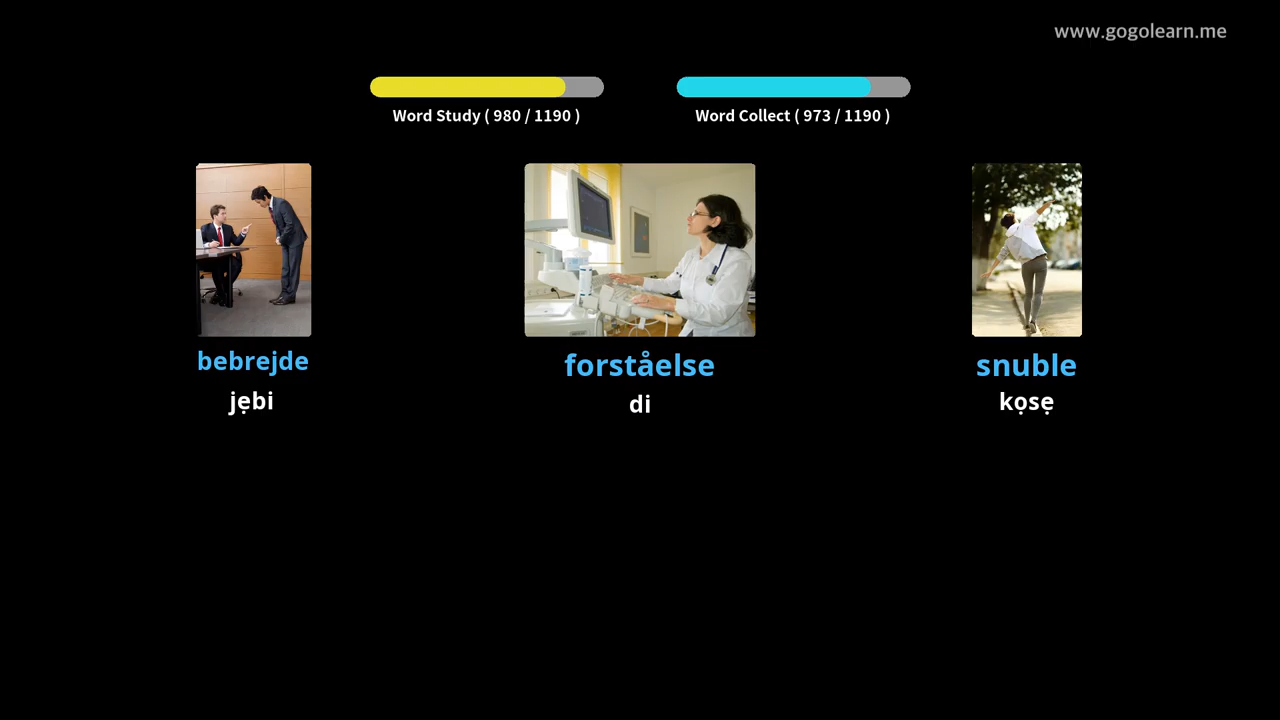 www.gogolearn.me
Word Study ( 980 / 1190 )
Word Collect ( 973 / 1190 )
bebrejde
jẹbi
forståelse
di
snuble
kọsẹ